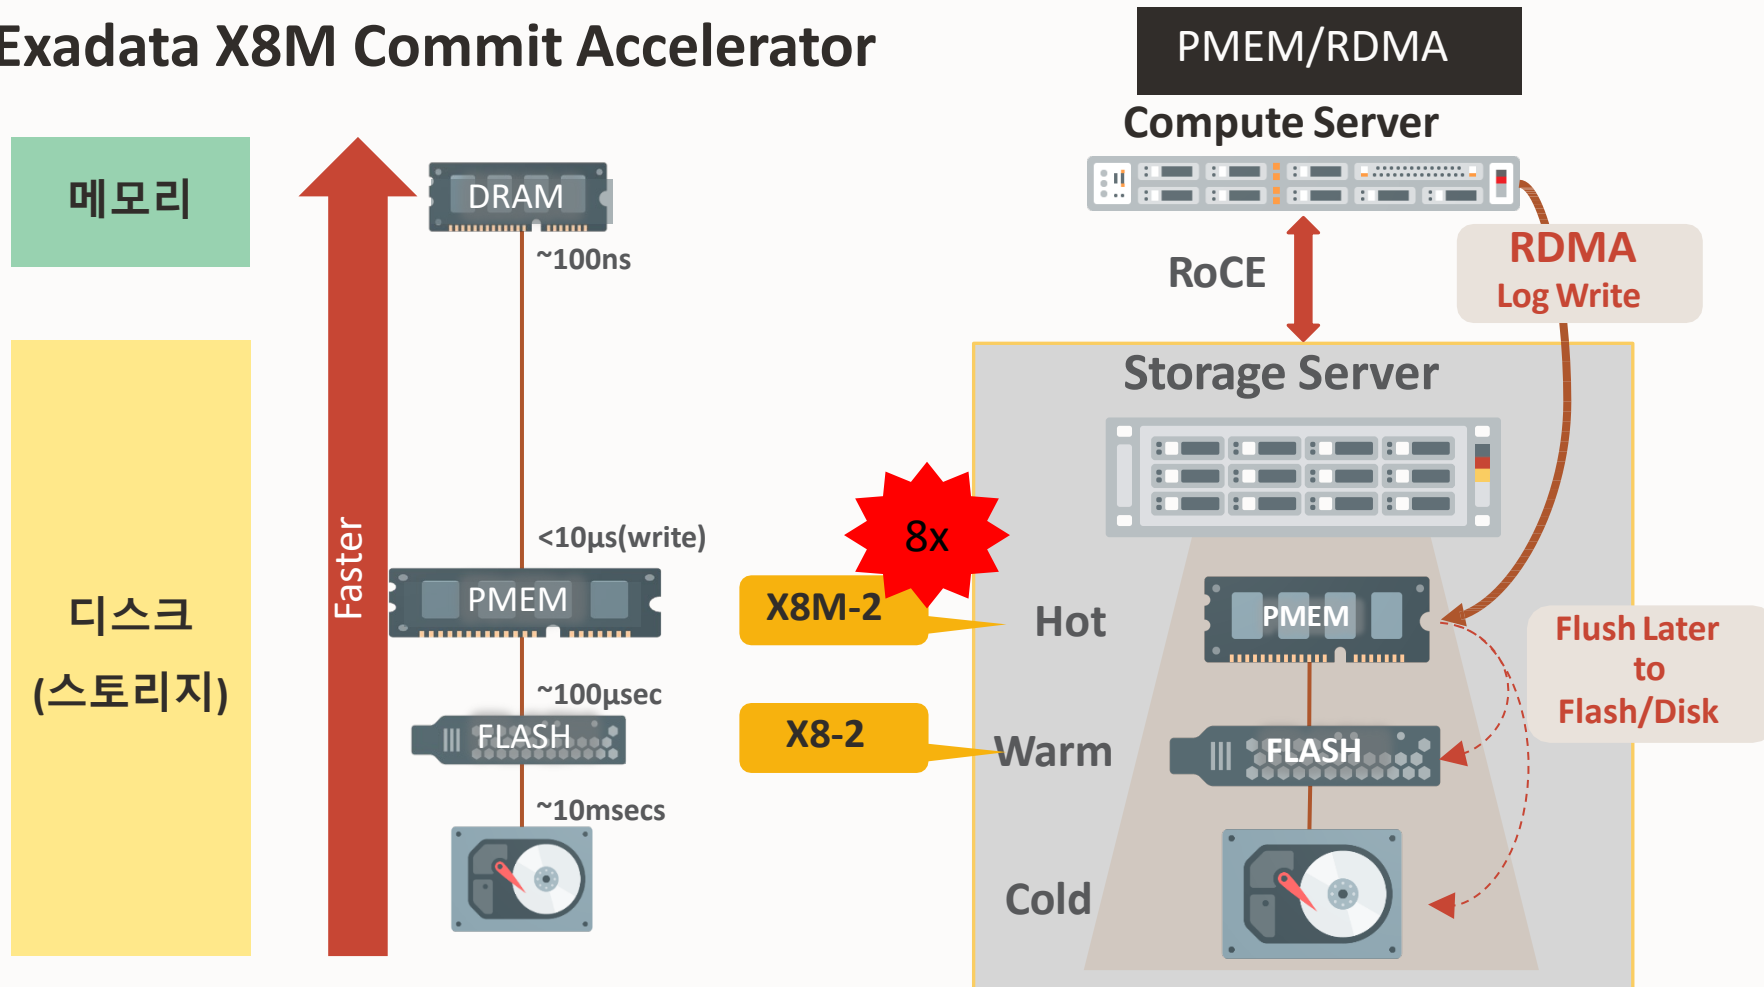 Exadata X8M Commit Accelerator
PMEM/RDMA
Compute Server
메모리
DRAM
~100ns
RoCE
RDMA
Log Write
Storage Server
Faster
<10μs(write)
8x
디스크
(스토리지)
PMEM
X8M-2
Hot
PMEM
Flush Later
to
Flash/Disk
~100μsec
FLASH
X8-2
Warm
FLASH
~10msecs
Cold